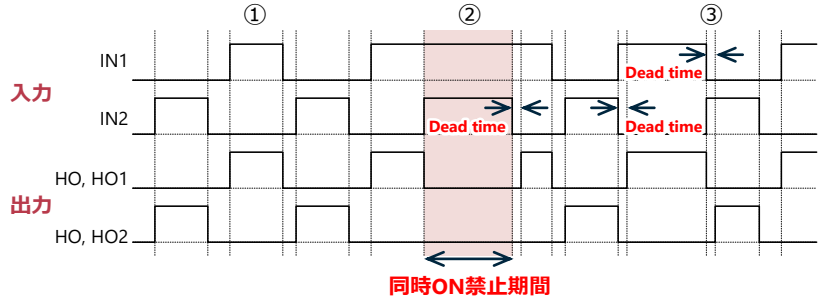 ① ② ③
IN1
Dead time
入力
IN2
Dead time Dead time
HO, HO1
出力
HO, HO2
同時ON禁止期間